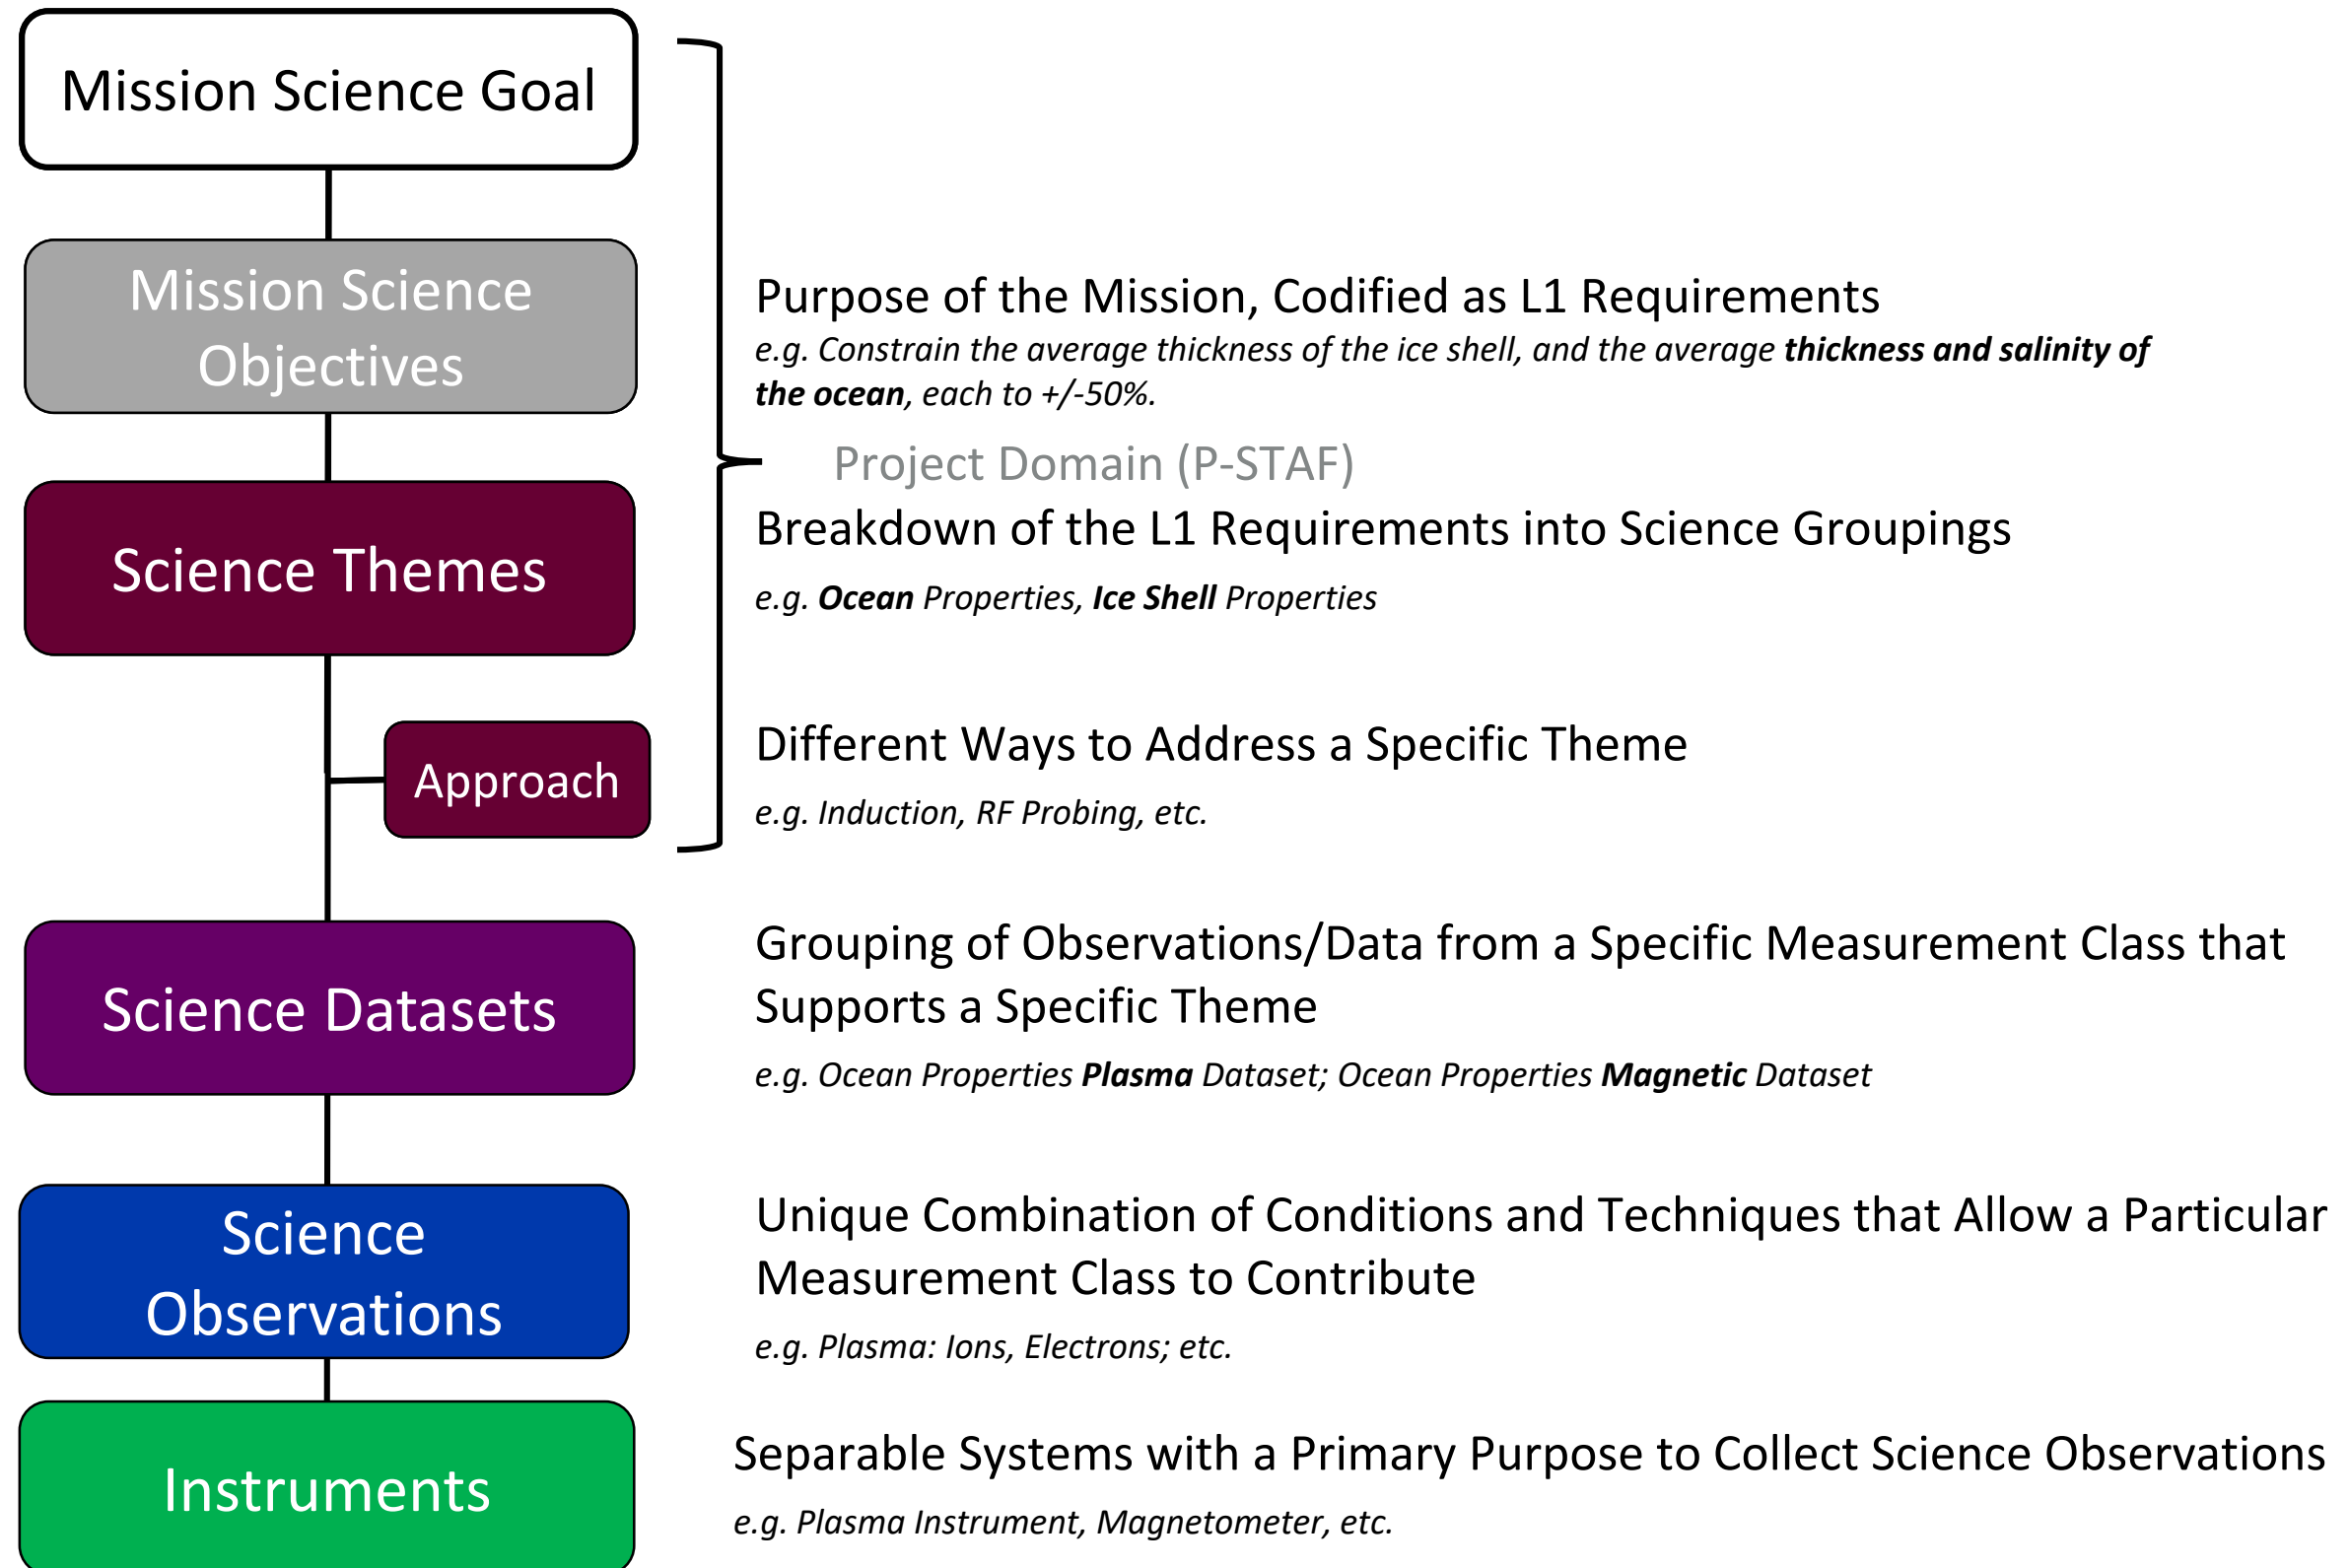 Mission Science Goal
Mission Science
Objectives
Purpose of the Mission, Codified as L1 Requirements
e.g. Constrain the average thickness of the ice shell, and the average thickness and salinity of
the ocean, each to +/-50%.
Project Domain (P-STAF)
Science Themes
Breakdown of the L1 Requirements into Science Groupings
e.g. Ocean Properties, Ice Shell Properties
Approach
Different Ways to Address a Specific Theme
e.g. Induction, RF Probing, etc.
Science Datasets
Grouping of Observations/Data from a Specific Measurement Class that
Supports a Specific Theme
e.g. Ocean Properties Plasma Dataset; Ocean Properties Magnetic Dataset
Science
Observations
Unique Combination of Conditions and Techniques that Allow a Particular
Measurement Class to Contribute
e.g. Plasma: Ions, Electrons; etc.
Instruments
Separable Systems with a Primary Purpose to Collect Science Observations
e.g. Plasma Instrument, Magnetometer, etc.